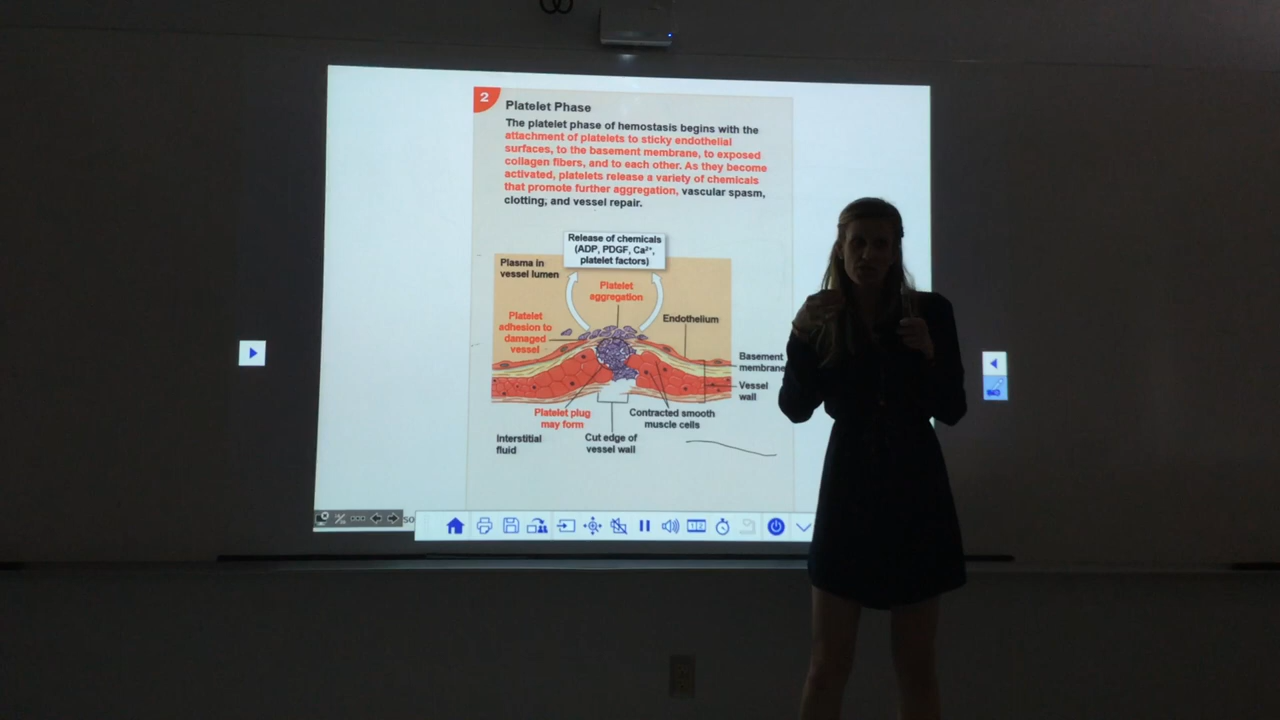 2
Platelet Phase
The platelet phase of hemostasis begins with the
attachment of platelets to sticky endothelial
surfaces, to the basement membrane, to exposed
collagen fibers, and to each other. As they become
activated, platelets release a variety of chemicals
that promote further aggregation, vascular spasm,
clotting, and vessel repair.
Release of chemicals
(ADP, PDGF, Ca²⁺,
platelet factors)
Plasma in
vessel lumen
Platelet
aggregation
Platelet
adhesion to
damaged
vessel
Endothelium
Basement
membrane
Vessel
wall
Platelet plug
may form
Contracted smooth
muscle cells
Interstitial
fluid
Cut edge of
vessel wall
so